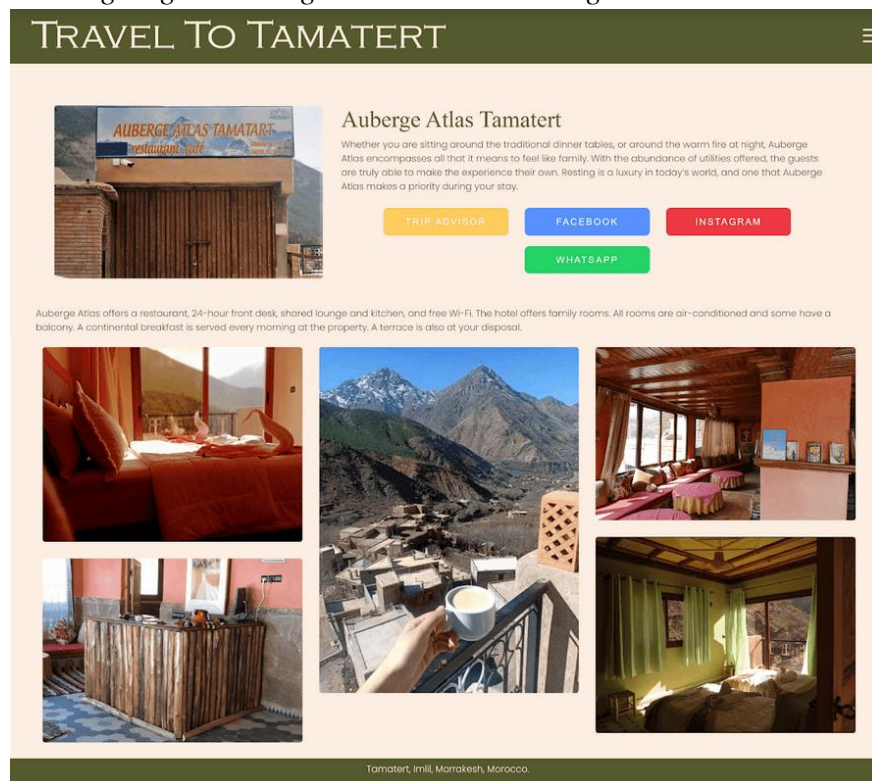 TRAVEL TO TAMATERT
AUBERGE ATLAS TAMATART
restaurant café
Auberge Atlas Tamatert
Whether you are sitting around the traditional dinner tables, or around the warm fire at night, Auberge
Atlas encompasses all that it means to feel like family. With the abundance of utilities offered, the guests
are truly able to make the experience their own. Resting is a luxury in today's world, and one that Auberge
Atlas makes a priority during your stay.
TRIP ADVISOR
FACEBOOK
INSTAGRAM
WHATSAPP
Auberge Atlas offers a restaurant, 24-hour front desk, shared lounge and kitchen, and free Wi-Fi. The hotel offers family rooms. All rooms are air-conditioned and some have a
balcony. A continental breakfast is served every morning at the property. A terrace is also at your disposal.
Tamatert, Imlil, Marrakesh, Morocco.